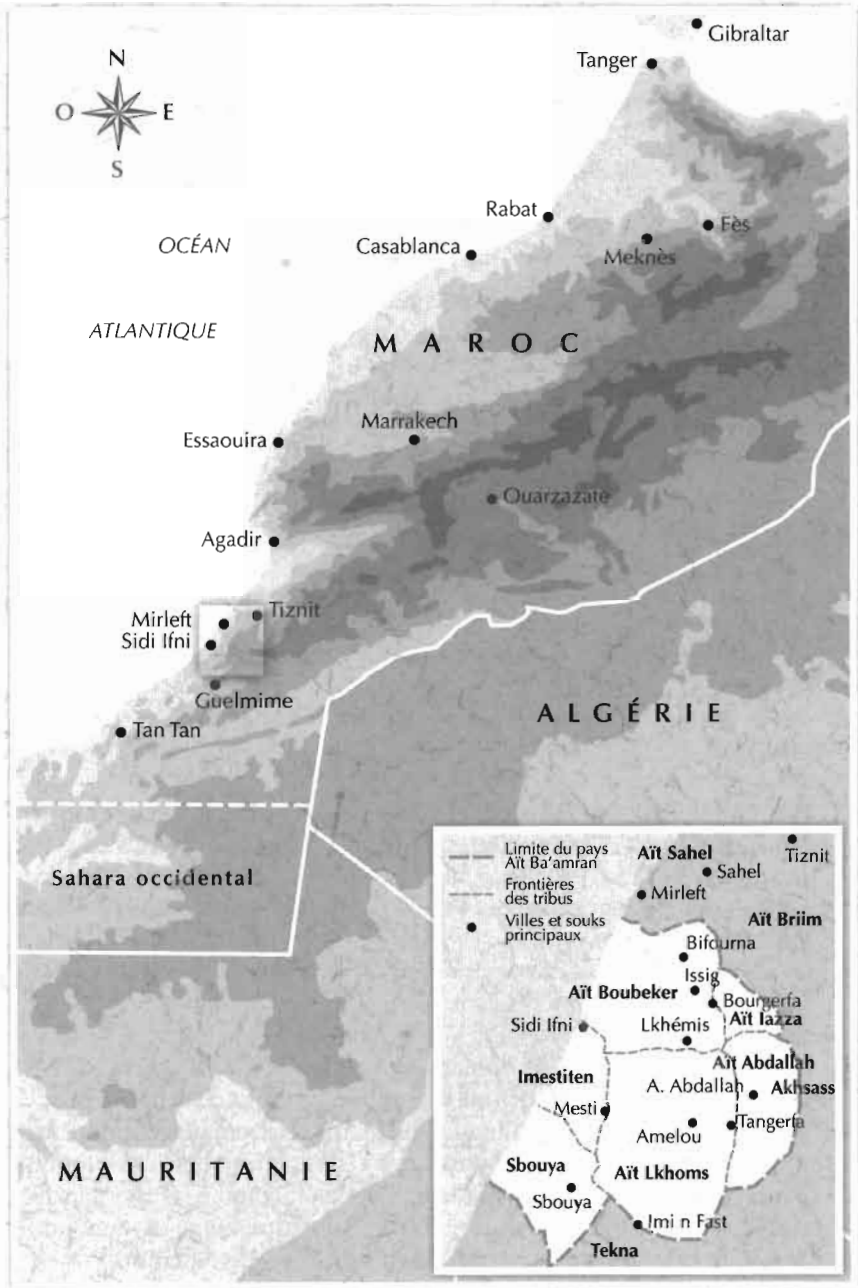 Gibraltar
Tanger
N
O E
S
Rabat
Fès
OCÉAN
Casablanca
Meknès
ATLANTIQUE
MAROC
Essaouira
Marrakech
Ouarzazate
Agadir
Mirleft
Tiznit
Sidi Ifni
Guelmime
ALGÉRIE
Tan Tan
Sahara occidental
MAURITANIE
Limite du pays
Aït Ba'amran
Frontières
des tribus
Villes et souks
principaux
Aït Sahel
Tiznit
Sahel
Mirleft
Aït Briim
Bifourna
Issig
Aït Boubeker
Bourgerfa
Sidi Ifni
Lkhémis
Aït Iazza
Aït Abdallah
Imestiten
A. Abdallah
Akhsass
Mesti
Amelou
Tangerfa
Sbouya
Aït Lkhoms
Sbouya
Imi n Fast
Tekna